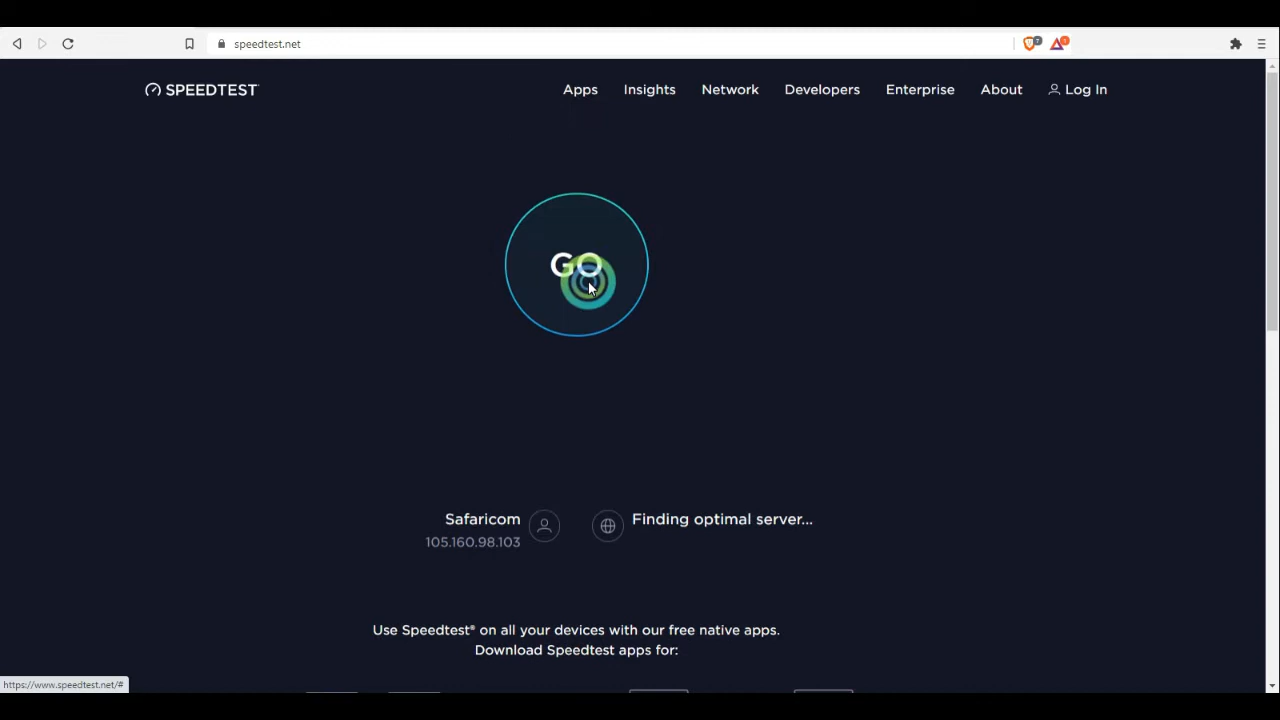 speedtest.net
7
1
SPEEDTEST
Apps
Insights
Network
Developers
Enterprise
About
Log In
GO
Safaricom
105.160.98.103
Finding optimal server...
Use Speedtest® on all your devices with our free native apps.
Download Speedtest apps for:
https://www.speedtest.net/#